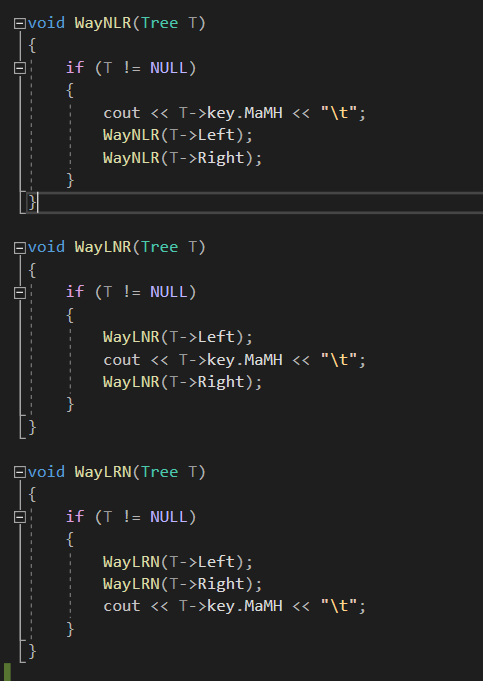 void WayNLR(Tree T)
{
    if (T != NULL)
    {
        cout << T->key.MaMH << "\t";
        WayNLR(T->Left);
        WayNLR(T->Right);
    }
}
void WayLNR(Tree T)
{
    if (T != NULL)
    {
        WayLNR(T->Left);
        cout << T->key.MaMH << "\t";
        WayLNR(T->Right);
    }
}
void WayLRN(Tree T)
{
    if (T != NULL)
    {
        WayLRN(T->Left);
        WayLRN(T->Right);
        cout << T->key.MaMH << "\t";
    }
}